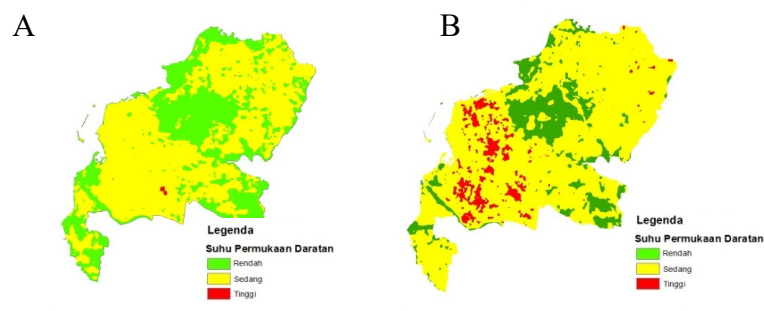 A
B
Legenda
Suhu Permukaan Daratan
Rendah
Sedang
Tinggi
Legenda
Suhu Permukaan Daratan
Rendah
Sedang
Tinggi